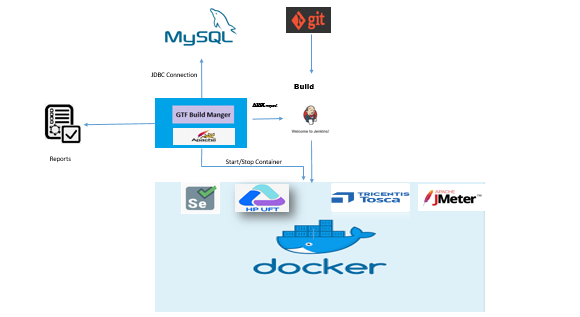 MySQL
git
JDBC Connection
Build
GTF Build Manger
Apache
Welcome to Jenkins!
Reports
Start/Stop Container
Se
HP UFT
TRICENTIS
Tosca
APACHE
JMeter™
docker